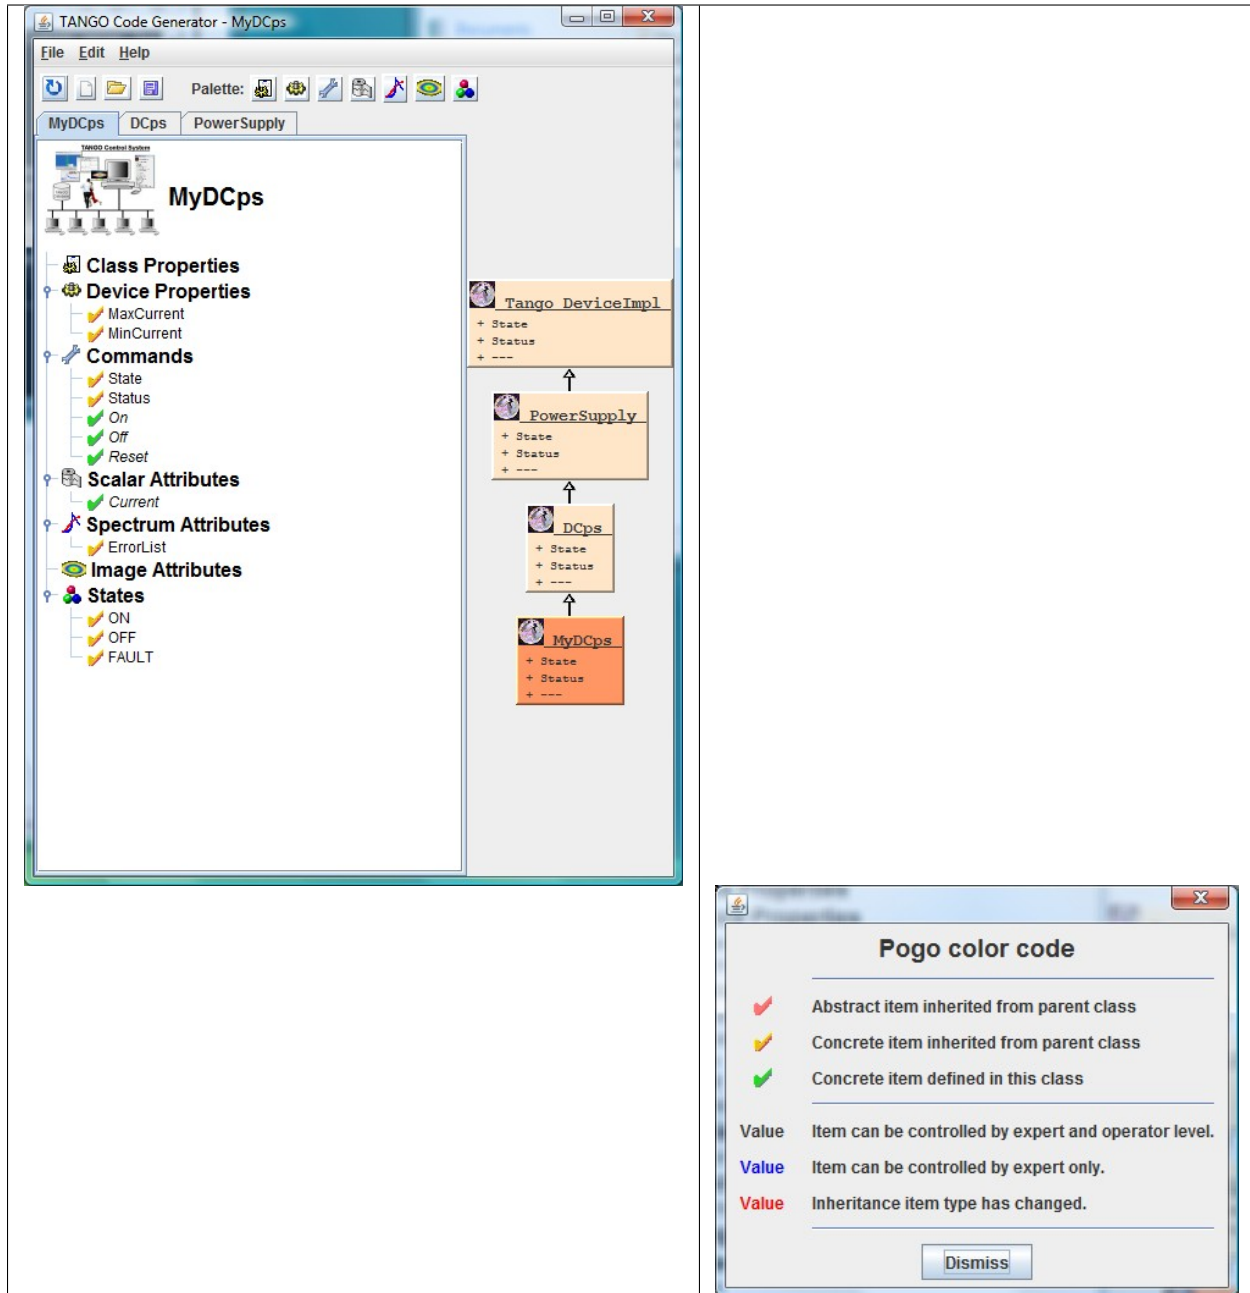 TANGO Code Generator - MyDCps
File Edit Help
Palette:
MyDCps DCps PowerSupply
TANGO Control System
MyDCps
Class Properties
Device Properties
MaxCurrent
MinCurrent
Commands
State
Status
On
Off
Reset
Scalar Attributes
Current
Spectrum Attributes
ErrorList
Image Attributes
States
ON
OFF
FAULT
Tango DeviceImpl
+ State
+ Status
+ ---
PowerSupply
+ State
+ Status
+ ---
DCps
+ State
+ Status
+ ---
MyDCps
+ State
+ Status
+ ---
Pogo color code
Abstract item inherited from parent class
Concrete item inherited from parent class
Concrete item defined in this class
Value Item can be controlled by expert and operator level.
Value Item can be controlled by expert only.
Value Inheritance item type has changed.
Dismiss